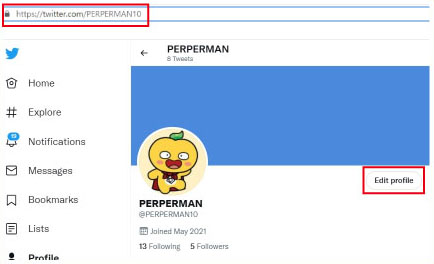 https://twitter.com/PERPERMAN10
PERPERMAN
8 Tweets
Home
Explore
Notifications
Messages
Edit profile
Bookmarks
PERPERMAN
@PERPERMAN10
Lists
Joined May 2021
13 Following 5 Followers
Profile